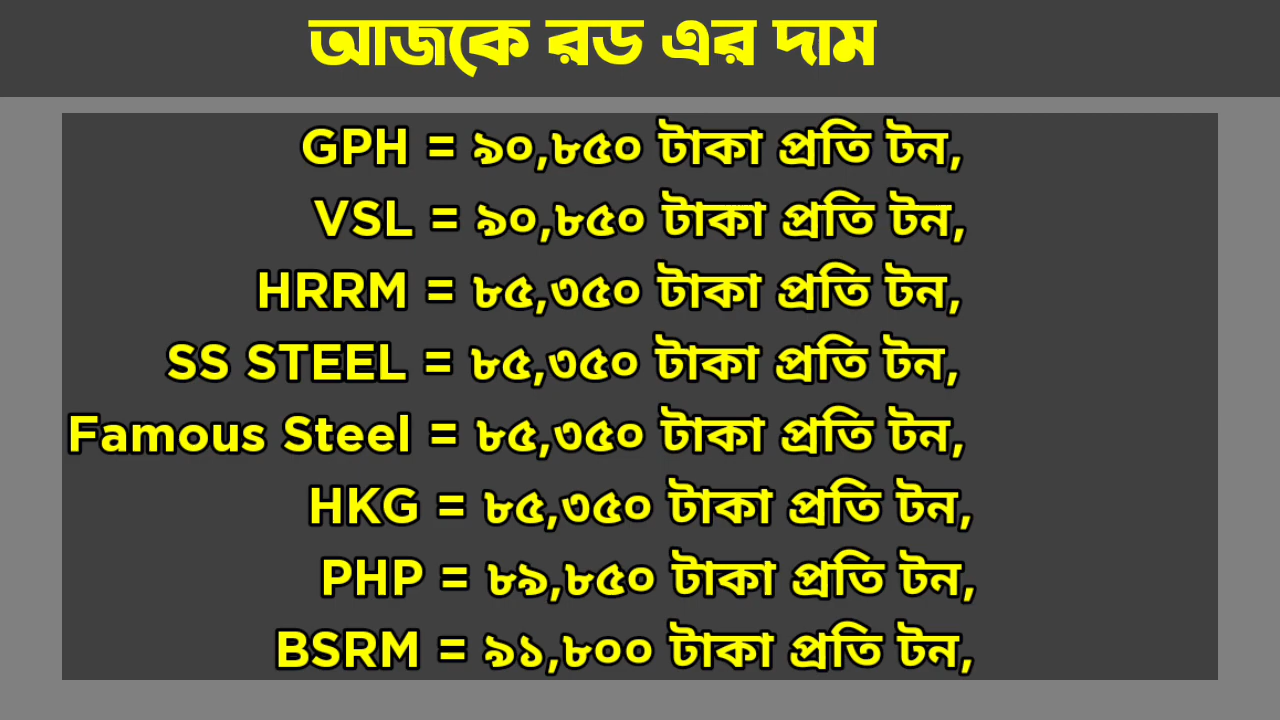 আজকে রড এর দাম
GPH = ৯০,৮৫০ টাকা প্রতি টন,
VSL = ৯০,৮৫০ টাকা প্রতি টন,
HRRM = ৮৫,৩৫০ টাকা প্রতি টন,
SS STEEL = ৮৫,৩৫০ টাকা প্রতি টন,
Famous Steel = ৮৫,৩৫০ টাকা প্রতি টন,
HKG = ৮৫,৩৫০ টাকা প্রতি টন,
PHP = ৮৯,৮৫০ টাকা প্রতি টন,
BSRM = ৯১,৮০০ টাকা প্রতি টন,